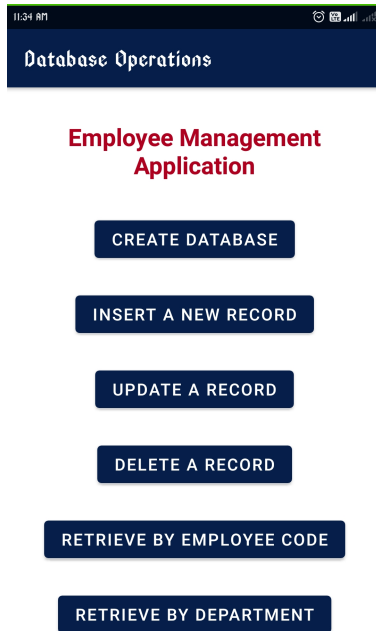 11:34 AM
Database Operations
Employee Management
Application
CREATE DATABASE
INSERT A NEW RECORD
UPDATE A RECORD
DELETE A RECORD
RETRIEVE BY EMPLOYEE CODE
RETRIEVE BY DEPARTMENT